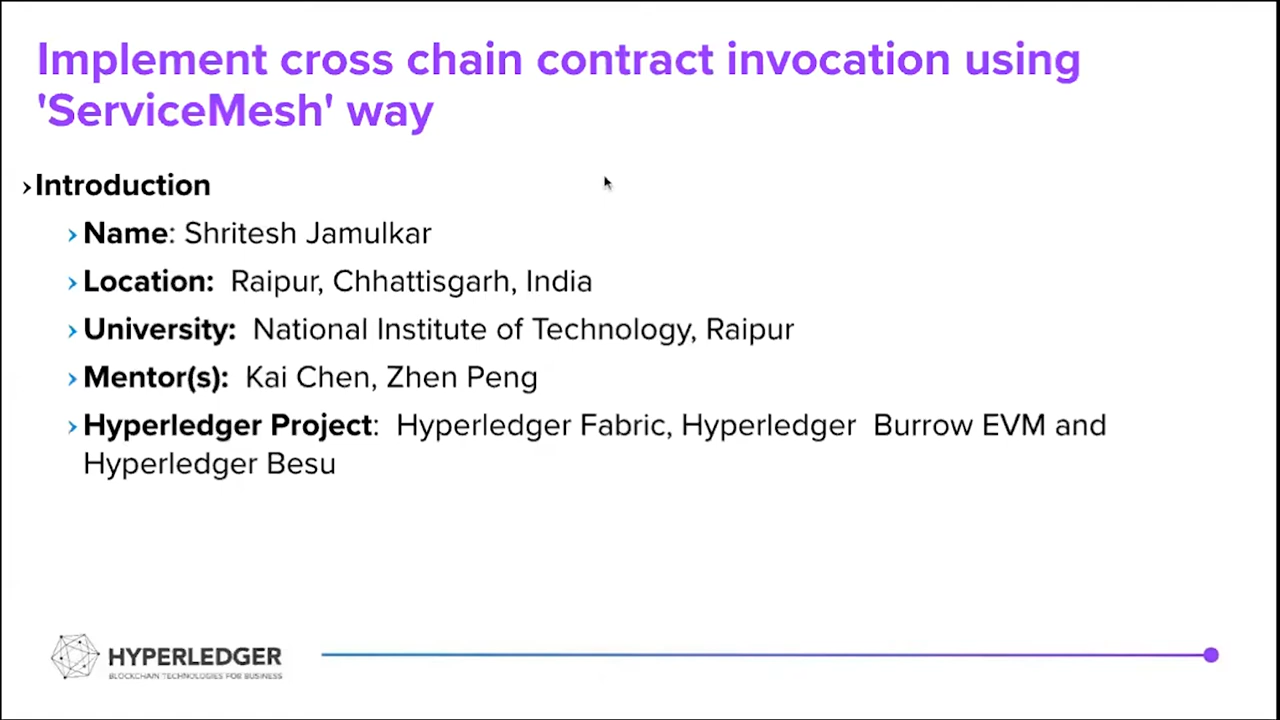 Implement cross chain contract invocation using
'ServiceMesh' way
›Introduction
›Name: Shritesh Jamulkar
›Location: Raipur, Chhattisgarh, India
›University: National Institute of Technology, Raipur
›Mentor(s): Kai Chen, Zhen Peng
›Hyperledger Project: Hyperledger Fabric, Hyperledger Burrow EVM and
Hyperledger Besu
HYPERLEDGER
BLOCKCHAIN TECHNOLOGIES FOR BUSINESS